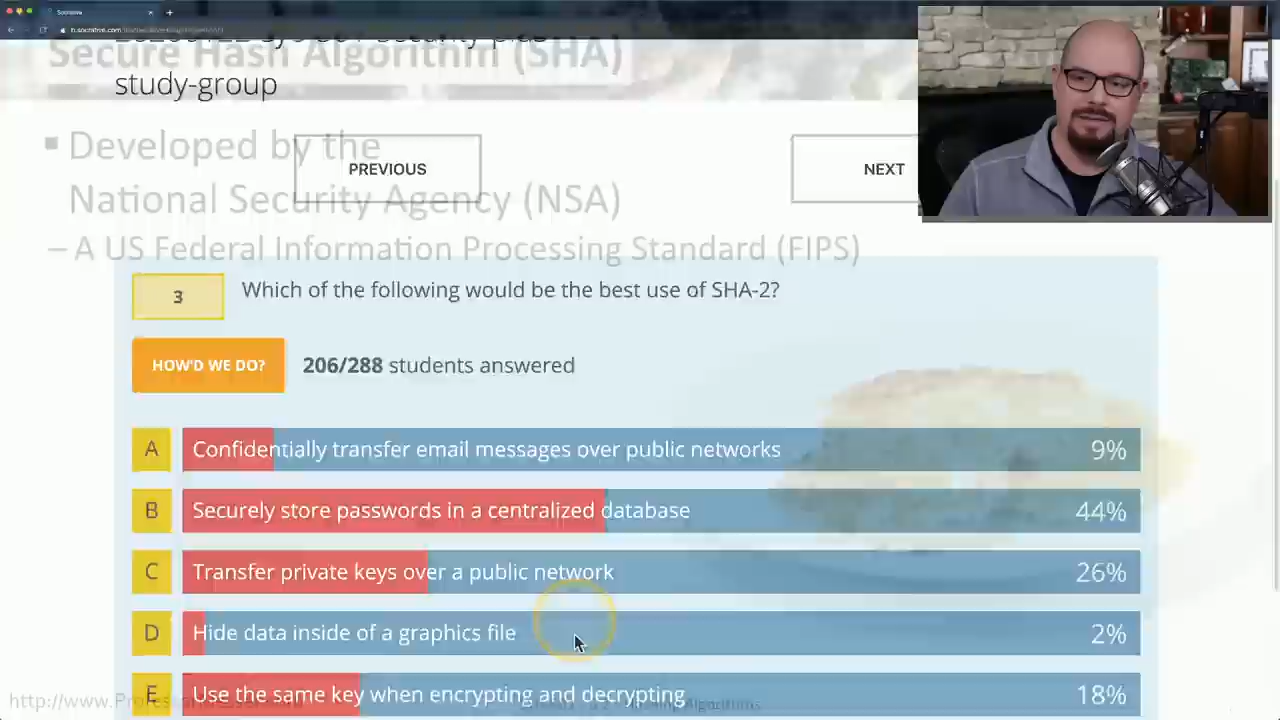 Socrative
b.socrative.com
Secure Hash Algorithm (SHA)
study-group
Developed by the
PREVIOUS
NEXT
National Security Agency (NSA)
– A US Federal Information Processing Standard (FIPS)
3
Which of the following would be the best use of SHA-2?
HOW'D WE DO?
206/288 students answered
A Confidentially transfer email messages over public networks 9%
B Securely store passwords in a centralized database 44%
C Transfer private keys over a public network 26%
D Hide data inside of a graphics file 2%
E Use the same key when encrypting and decrypting 18%